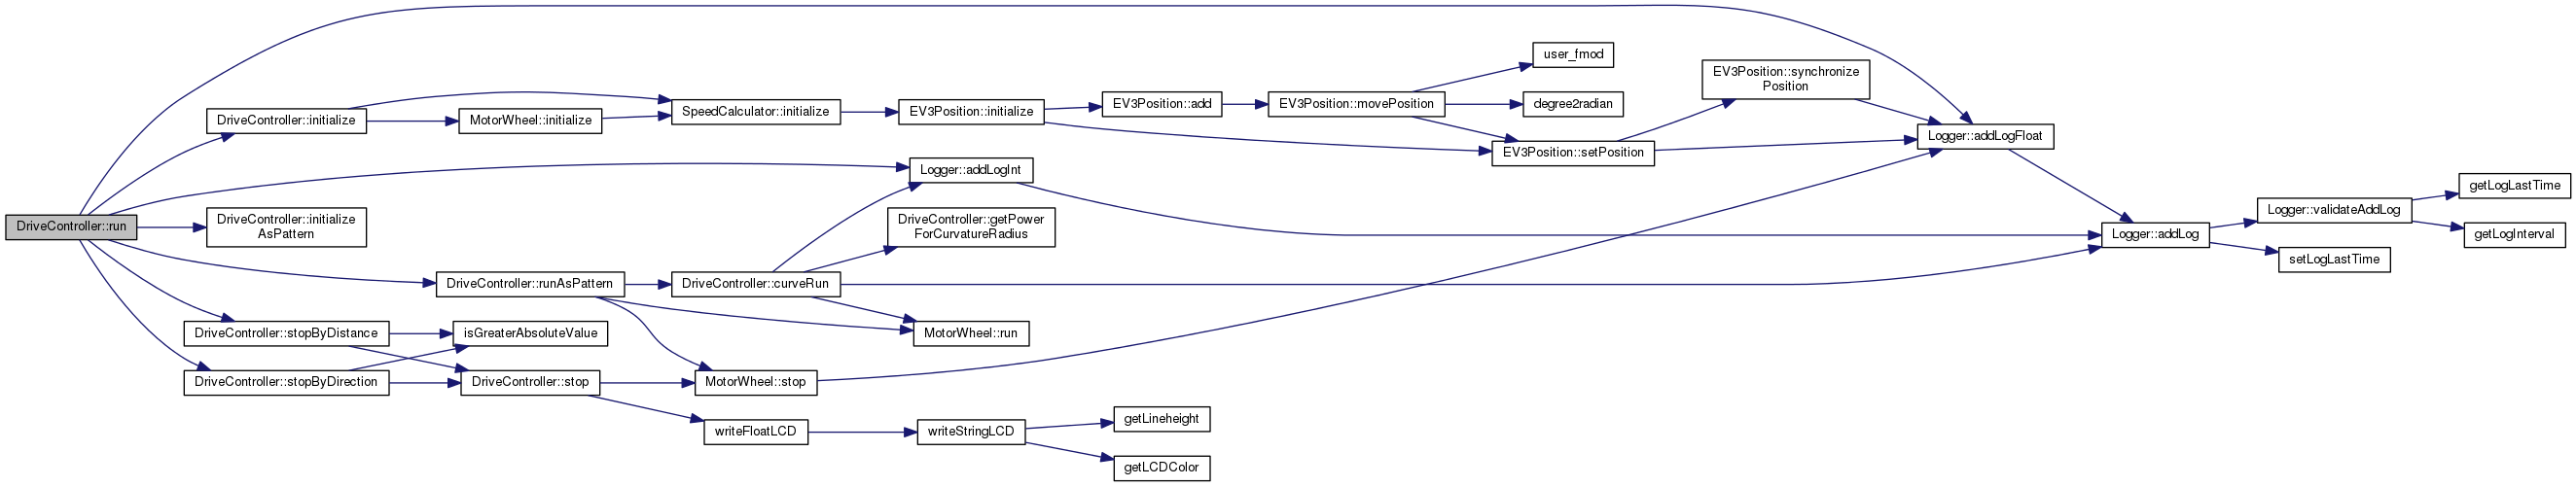 DriveController::run
DriveController::initialize
DriveController::initialize
AsPattern
DriveController::runAsPattern
DriveController::stopByDistance
DriveController::stopByDirection
MotorWheel::initialize
isGreaterAbsoluteValue
DriveController::stop
SpeedCalculator::initialize
DriveController::curveRun
MotorWheel::stop
writeFloatLCD
EV3Position::initialize
Logger::addLogInt
DriveController::getPower
ForCurvatureRadius
MotorWheel::run
writeStringLCD
EV3Position::add
getLineheight
getLCDColor
EV3Position::movePosition
user_fmod
degree2radian
EV3Position::setPosition
EV3Position::synchronize
Position
Logger::addLogFloat
Logger::addLog
Logger::validateAddLog
setLogLastTime
getLogLastTime
getLogInterval